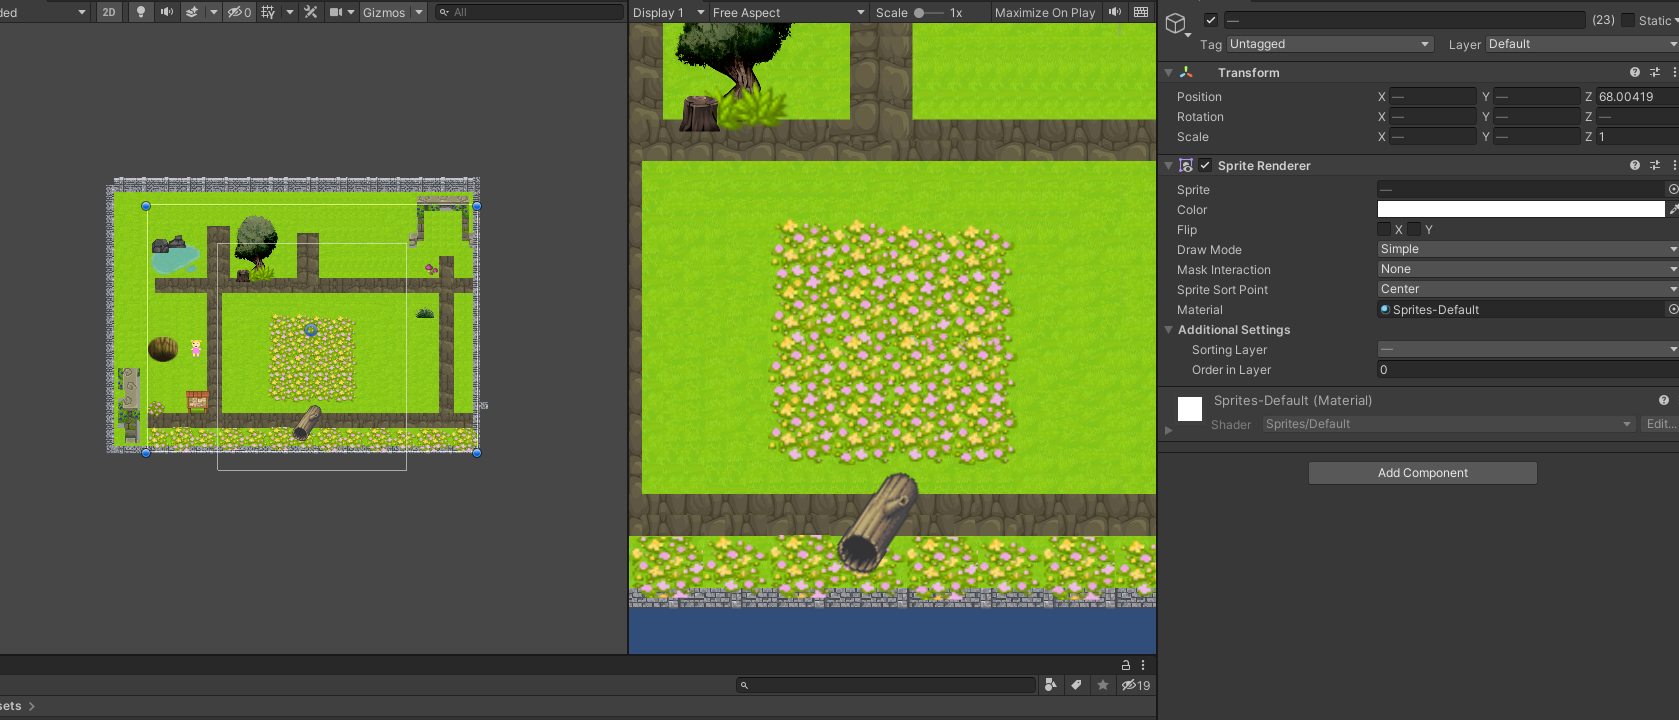 ded 2D 0 Gizmos All
Display 1 Free Aspect Scale 1x Maximize On Play
— (23) Static
Tag Untagged Layer Default
Transform
Position X — Y — Z 68.00419
Rotation X — Y — Z —
Scale X — Y — Z 1
Sprite Renderer
Sprite —
Color
Flip X Y
Draw Mode Simple
Mask Interaction None
Sprite Sort Point Center
Material Sprites-Default
Additional Settings
Sorting Layer —
Order in Layer 0
Sprites-Default (Material)
Shader Sprites/Default Edit...
Add Component
19
sets